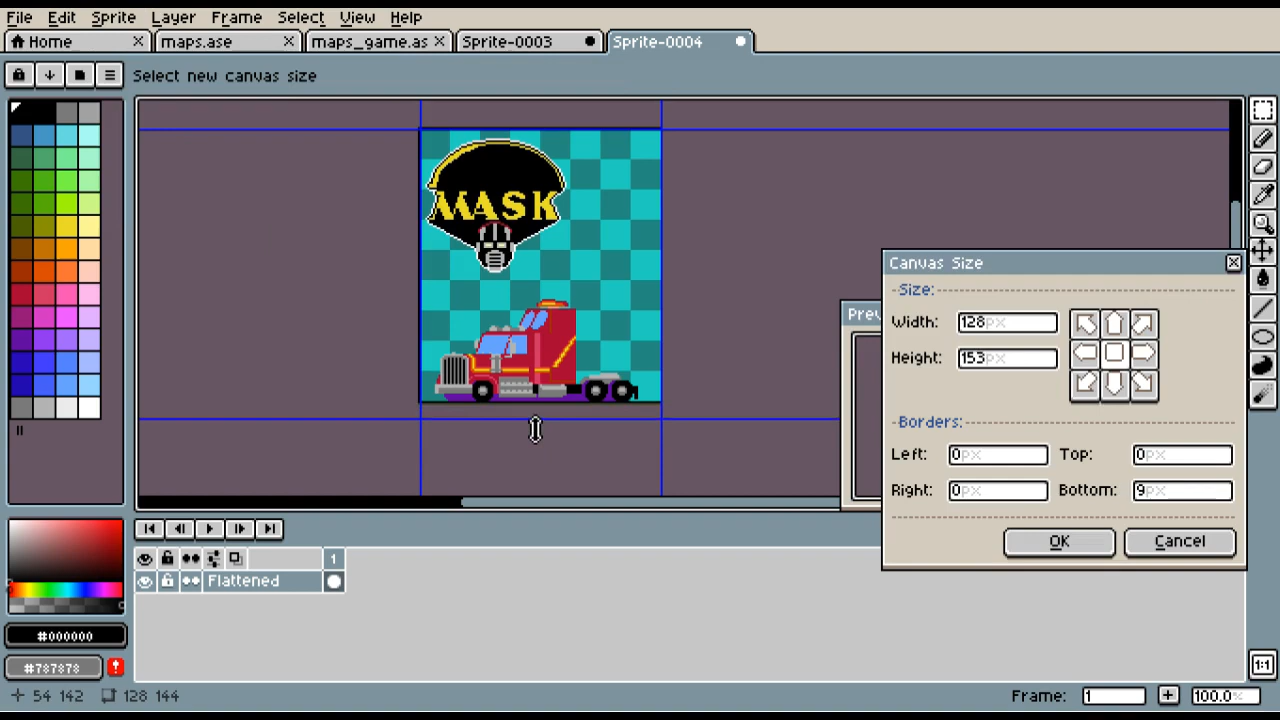 File Edit Sprite Layer Frame Select View Help
Home maps.ase maps_game.as Sprite-0003 Sprite-0004
Select new canvas size
MASK
Canvas Size
Size:
Width: 128px
Height: 153px
Prev
Borders:
Left: 0px Top: 0px
Right: 0px Bottom: 9px
OK Cancel
1
Flattened
#000000
#787878
54 142 128 144
Frame: 1 + 100.0%
1:1